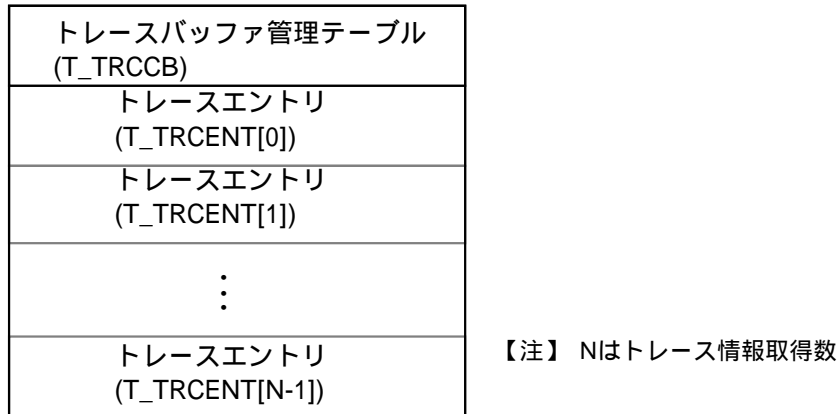 トレースバッファ管理テーブル
(T_TRCCB)
トレースエントリ
(T_TRCENT[0])
トレースエントリ
(T_TRCENT[1])
⋮
トレースエントリ
(T_TRCENT[N-1])
【注】 Nはトレース情報取得数